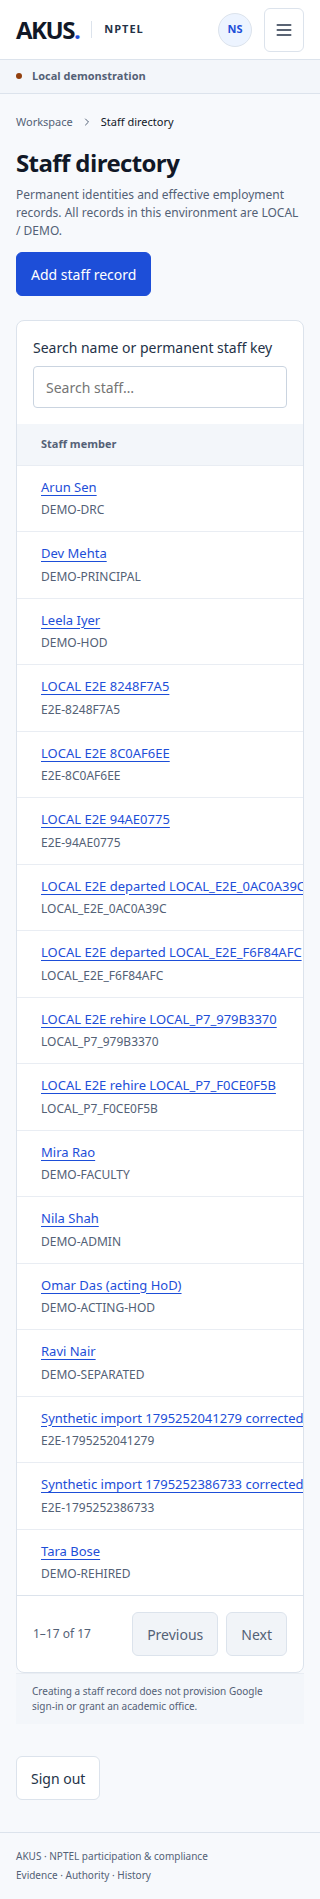 AKUS. NPTEL NS
Local demonstration
Workspace > Staff directory
Staff directory
Permanent identities and effective employment
records. All records in this environment are LOCAL
/ DEMO.
Add staff record
Search name or permanent staff key
Search staff...
Staff member
Arun Sen
DEMO-DRC
Dev Mehta
DEMO-PRINCIPAL
Leela Iyer
DEMO-HOD
LOCAL E2E 8248F7A5
E2E-8248F7A5
LOCAL E2E 8C0AF6EE
E2E-8C0AF6EE
LOCAL E2E 94AE0775
E2E-94AE0775
LOCAL E2E departed LOCAL_E2E_0AC0A39C
LOCAL_E2E_0AC0A39C
LOCAL E2E departed LOCAL_E2E_F6F84AFC
LOCAL_E2E_F6F84AFC
LOCAL E2E rehire LOCAL_P7_979B3370
LOCAL_P7_979B3370
LOCAL E2E rehire LOCAL_P7_F0CE0F5B
LOCAL_P7_F0CE0F5B
Mira Rao
DEMO-FACULTY
Nila Shah
DEMO-ADMIN
Omar Das (acting HoD)
DEMO-ACTING-HOD
Ravi Nair
DEMO-SEPARATED
Synthetic import 1795252041279 corrected
E2E-1795252041279
Synthetic import 1795252386733 corrected
E2E-1795252386733
Tara Bose
DEMO-REHIRED
1–17 of 17 Previous Next
Creating a staff record does not provision Google
sign-in or grant an academic office.
Sign out
AKUS · NPTEL participation & compliance
Evidence · Authority · History